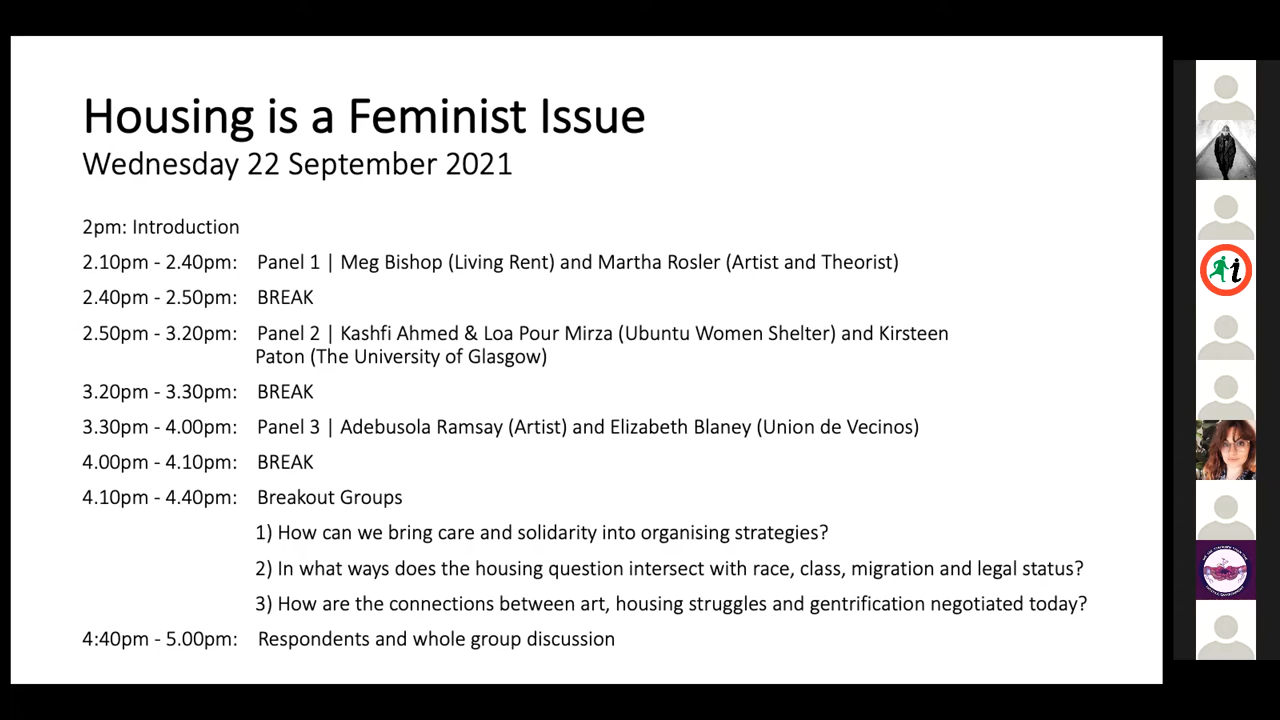 Housing is a Feminist Issue
Wednesday 22 September 2021
2pm: Introduction
2.10pm - 2.40pm: Panel 1 | Meg Bishop (Living Rent) and Martha Rosler (Artist and Theorist)
2.40pm - 2.50pm: BREAK
2.50pm - 3.20pm: Panel 2 | Kashfi Ahmed & Loa Pour Mirza (Ubuntu Women Shelter) and Kirsteen
Paton (The University of Glasgow)
3.20pm - 3.30pm: BREAK
3.30pm - 4.00pm: Panel 3 | Adebusola Ramsay (Artist) and Elizabeth Blaney (Union de Vecinos)
4.00pm - 4.10pm: BREAK
4.10pm - 4.40pm: Breakout Groups
1) How can we bring care and solidarity into organising strategies?
2) In what ways does the housing question intersect with race, class, migration and legal status?
3) How are the connections between art, housing struggles and gentrification negotiated today?
4:40pm - 5.00pm: Respondents and whole group discussion